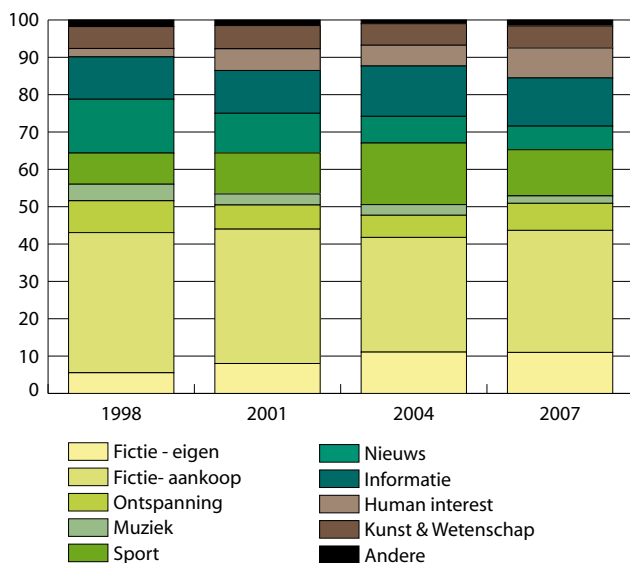 100
90
80
70
60
50
40
30
20
10
0
1998 2001 2004 2007
Fictie - eigen
Fictie- aankoop
Ontspanning
Muziek
Sport
Nieuws
Informatie
Human interest
Kunst & Wetenschap
Andere